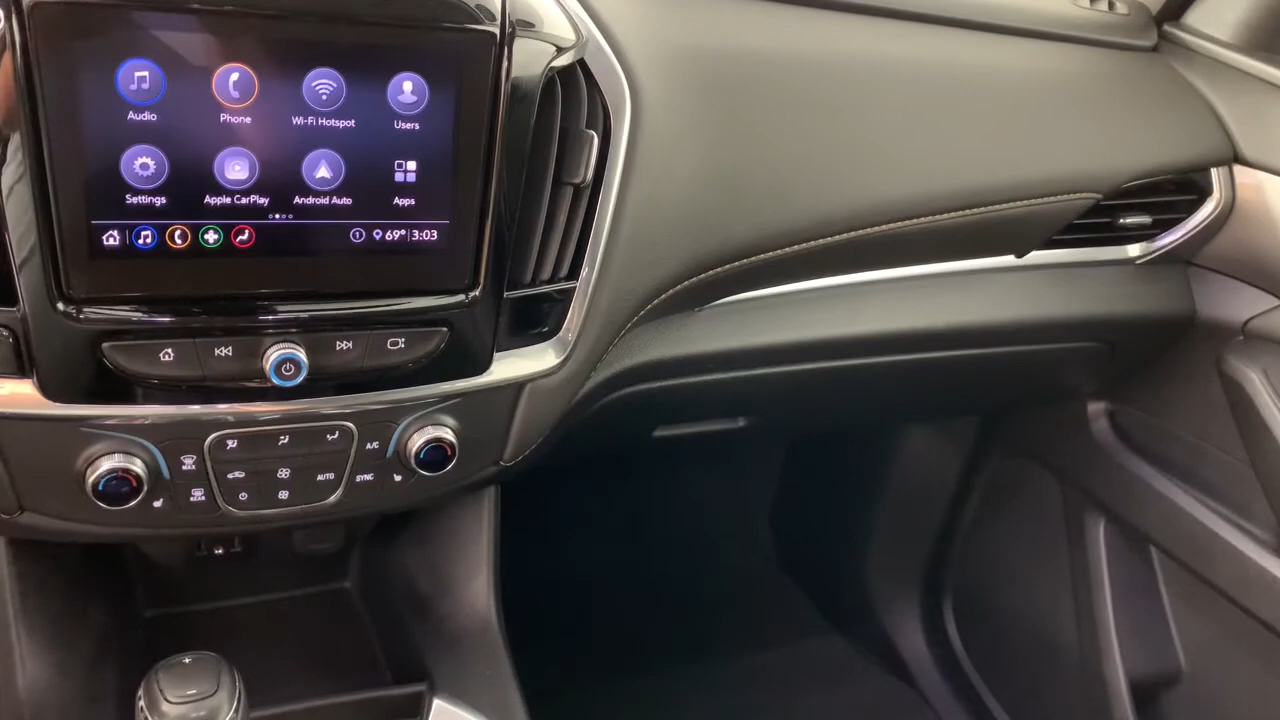 Audio
Phone
Wi-Fi Hotspot
Users
Settings
Apple CarPlay
Android Auto
Apps
1
69° 3:03
MAX
A/C
REAR
AUTO
SYNC